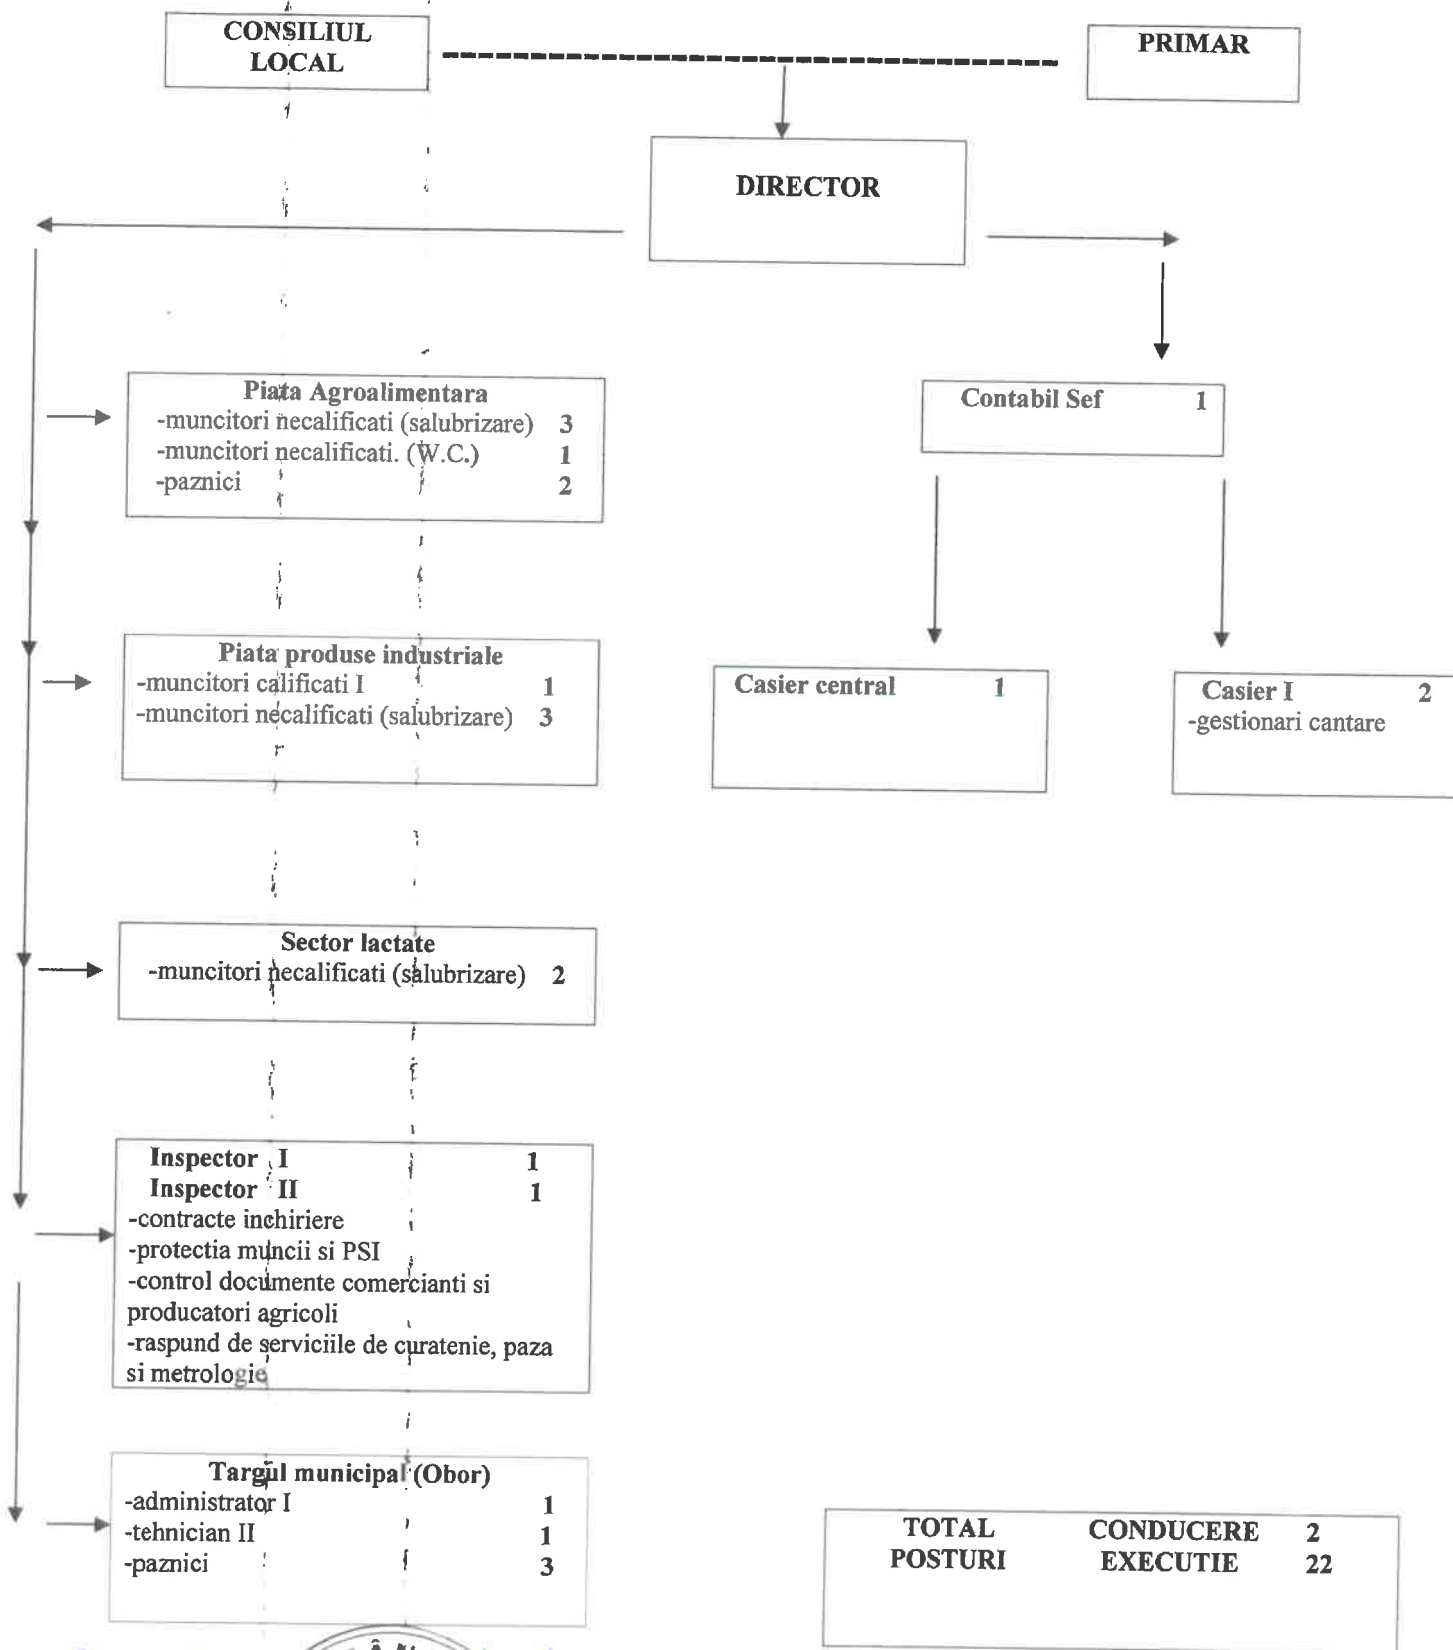 CONSILIUL
LOCAL
PRIMAR
DIRECTOR
Piata Agroalimentara
-muncitori necalificati (salubrizare) 3
-muncitori necalificati. (W.C.) 1
-paznici 2
Contabil Sef 1
Piata produse industriale
-muncitori calificati I 1
-muncitori necalificati (salubrizare) 3
Casier central 1
Casier I 2
-gestionari cantare
Sector lactate
-muncitori necalificati (salubrizare) 2
Inspector I 1
Inspector II 1
-contracte inchiriere
-protectia muncii si PSI
-control documente comercianti si
producatori agricoli
-raspund de serviciile de curatenie, paza
si metrologie
Targul municipal (Obor)
-administrator I 1
-tehnician II 1
-paznici 3
TOTAL CONDUCERE 2
POSTURI EXECUTIE 22